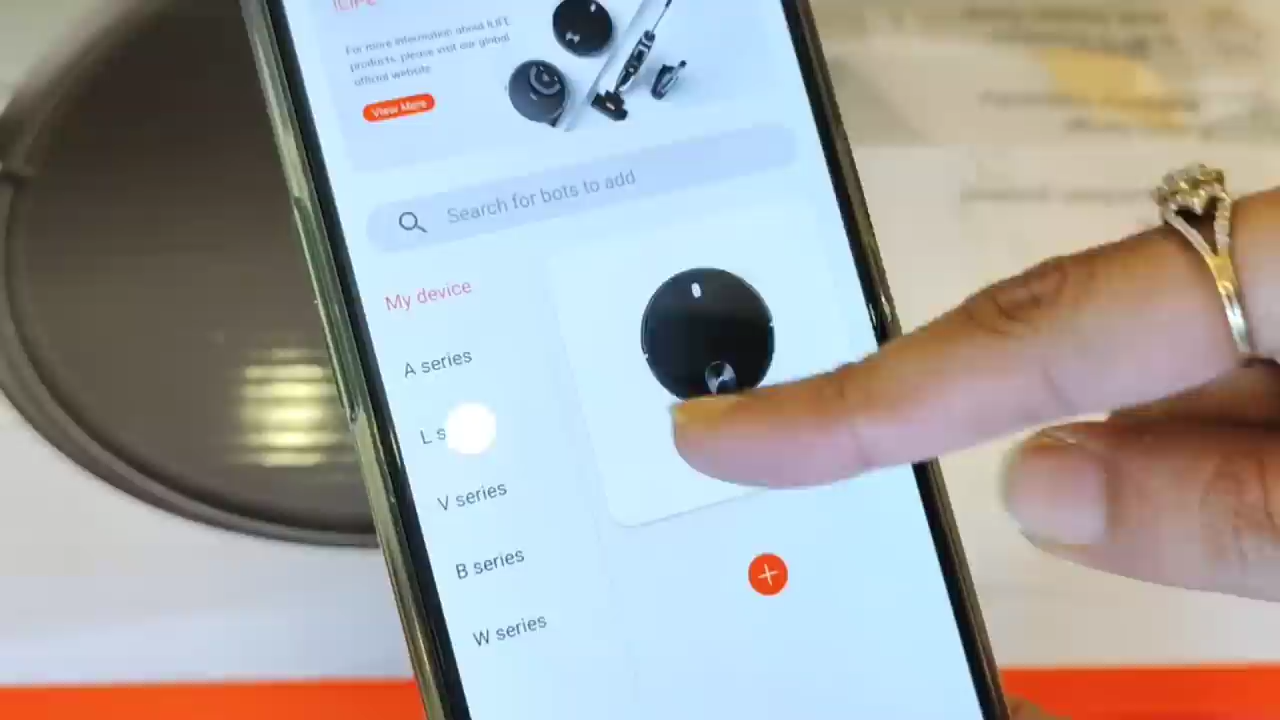 ILIFE
For more information about ILIFE
products, please visit our global
official website
View More
Search for bots to add
My device
A series
L s
V series
B series
W series